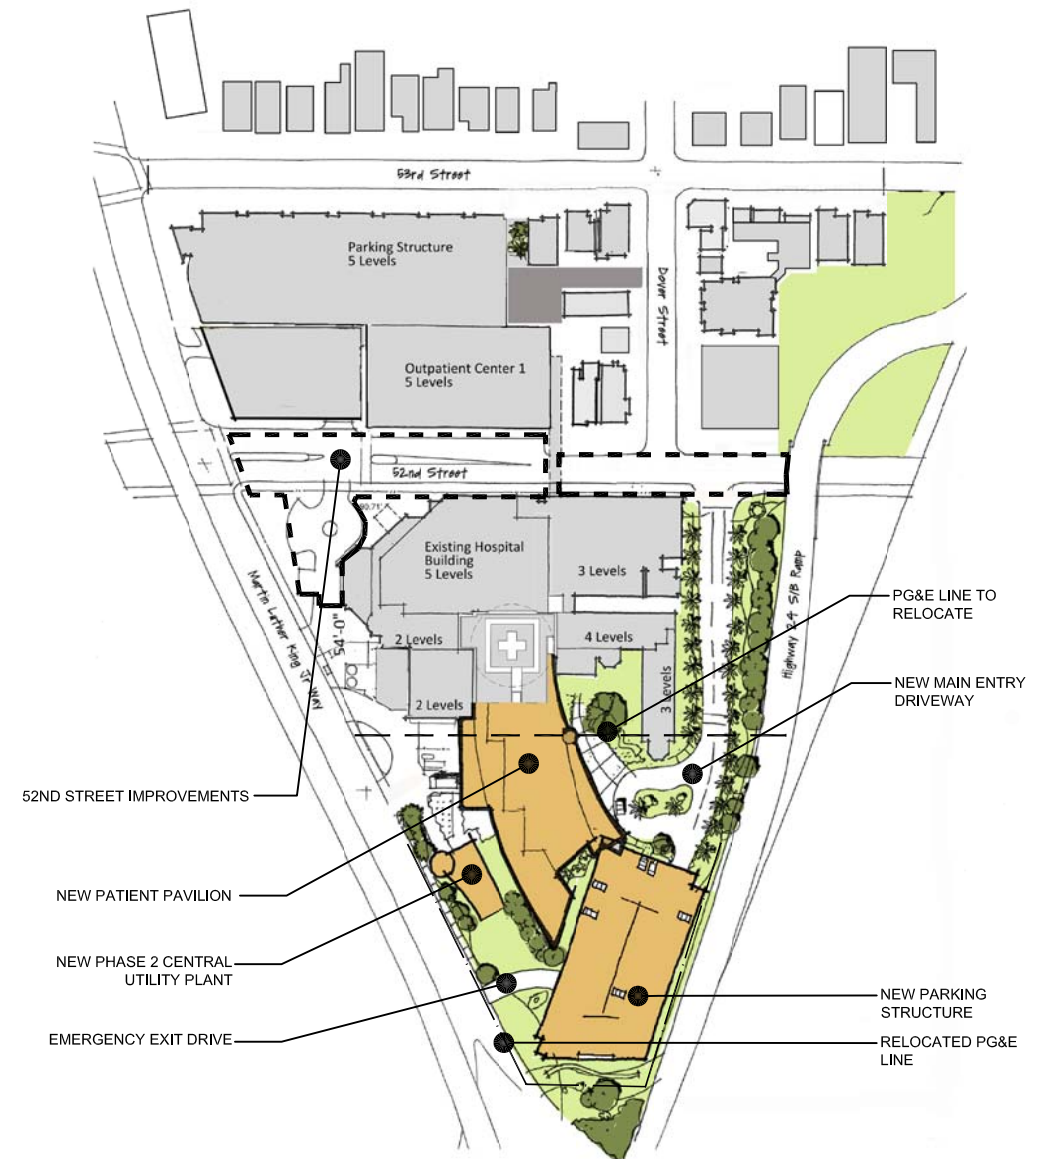 53rd Street
Parking Structure
5 Levels
Dover Street
Outpatient Center 1
5 Levels
52nd Street
Existing Hospital
Building
5 Levels
3 Levels
Martin Luther King Jr. Way
54'-0"
2 Levels
4 Levels
3 Levels
2 Levels
Highway 24 S/B Ramp
PG&E LINE TO
RELOCATE
NEW MAIN ENTRY
DRIVEWAY
52ND STREET IMPROVEMENTS
NEW PATIENT PAVILION
NEW PHASE 2 CENTRAL
UTILITY PLANT
EMERGENCY EXIT DRIVE
NEW PARKING
STRUCTURE
RELOCATED PG&E
LINE